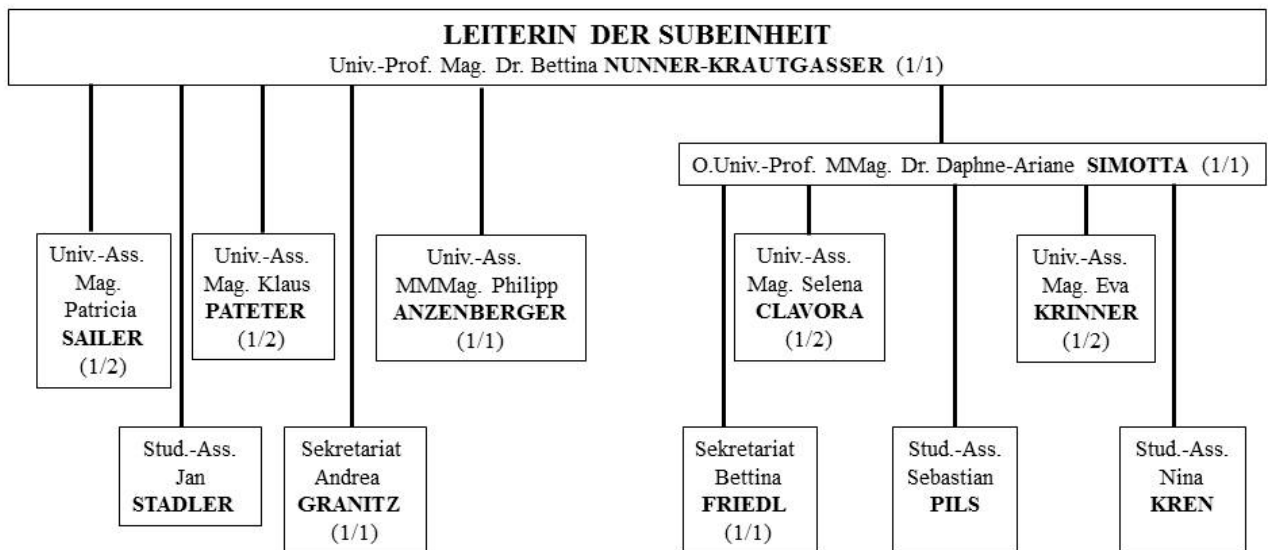 LEITERIN DER SUBEINHEIT
Univ.-Prof. Mag. Dr. Bettina NUNNER-KRAUTGASSER (1/1)
O.Univ.-Prof. MMag. Dr. Daphne-Ariane SIMOTTA (1/1)
Univ.-Ass.
Mag.
Patricia
SAILER
(1/2)
Univ.-Ass.
Mag. Klaus
PATETER
(1/2)
Univ.-Ass.
MMMag. Philipp
ANZENBERGER
(1/1)
Univ.-Ass.
Mag. Selena
CLAVORA
(1/2)
Univ.-Ass.
Mag. Eva
KRINNER
(1/2)
Stud.-Ass.
Jan
STADLER
Sekretariat
Andrea
GRANITZ
(1/1)
Sekretariat
Bettina
FRIEDL
(1/1)
Stud.-Ass.
Sebastian
PILS
Stud.-Ass.
Nina
KREN